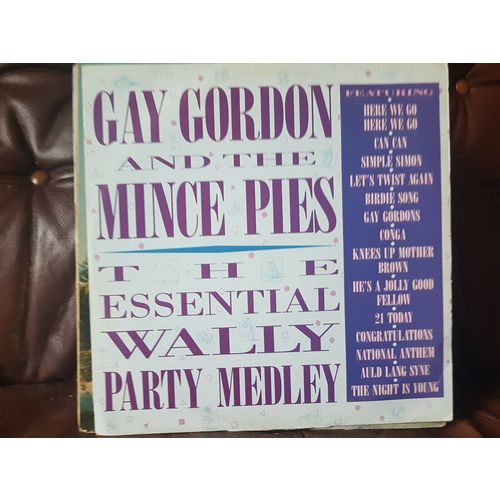 GAY GORDON
AND THE
MINCE PIES
THE
ESSENTIAL
WALLY
PARTY MEDLEY
FEATURING
HERE WE GO
HERE WE GO
CAN CAN
SIMPLE SIMON
LET'S TWIST AGAIN
BIRDIE SONG
GAY GORDONS
CONGA
KNEES UP MOTHER
BROWN
HE'S A JOLLY GOOD
FELLOW
21 TODAY
CONGRATULATIONS
NATIONAL ANTHEM
AULD LANG SYNE
THE NIGHT IS YOUNG